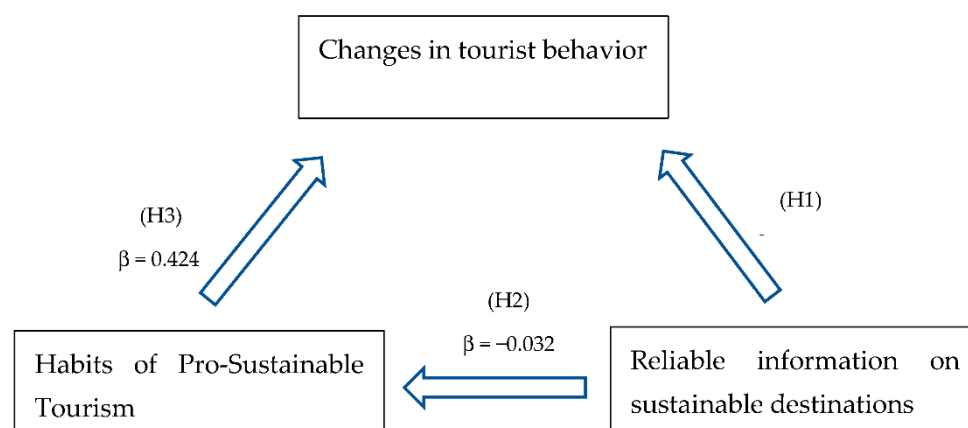 Changes in tourist behavior
(H3)
β = 0.424
(H1)
(H2)
β = −0.032
Habits of Pro-Sustainable
Tourism
Reliable information on
sustainable destinations